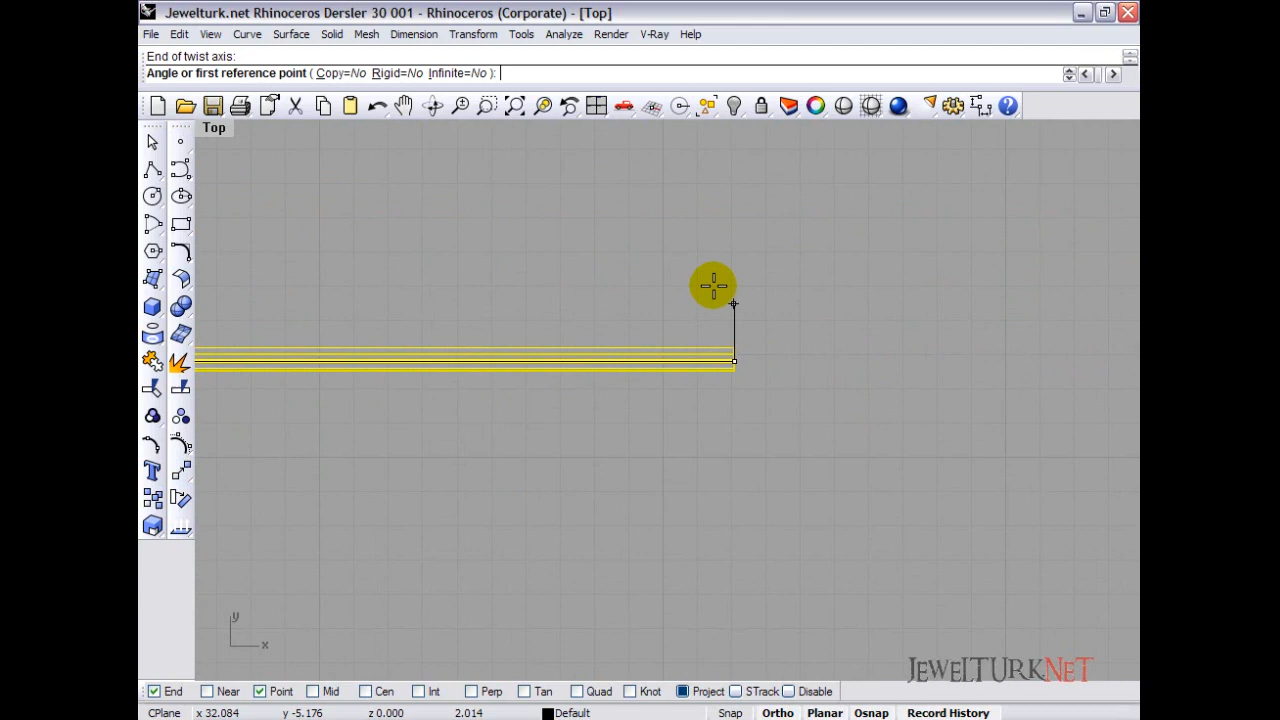 Jewelturk.net Rhinoceros Dersler 30 001 - Rhinoceros (Corporate) - [Top]
File Edit View Curve Surface Solid Mesh Dimension Transform Tools Analyze Render V-Ray Help
End of twist axis:
Angle or first reference point ( Copy=No Rigid=No Infinite=No ):
Top
y
x
JEWELTURKNET
End Near Point Mid Cen Int Perp Tan Quad Knot Project STrack Disable
CPlane x 32.084 y -5.176 z 0.000 2.014 Default Snap Ortho Planar Osnap Record History